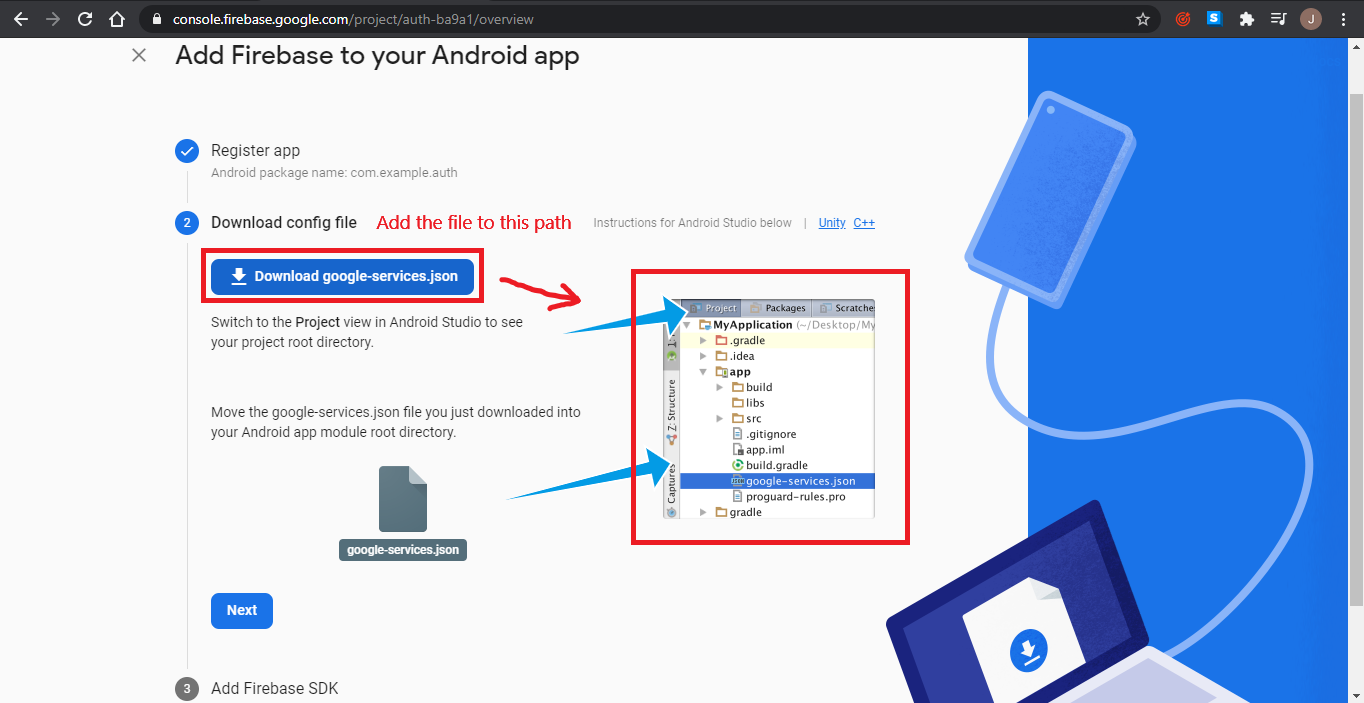 console.firebase.google.com/project/auth-ba9a1/overview
S
J
Add Firebase to your Android app
Register app
Android package name: com.example.auth
2
Download config file
Add the file to this path
Instructions for Android Studio below | Unity C++
Download google-services.json
Switch to the Project view in Android Studio to see
your project root directory.
Move the google-services.json file you just downloaded into
your Android app module root directory.
google-services.json
Project Packages Scratches
MyApplication (~/Desktop/My
.gradle
.idea
app
build
libs
src
.gitignore
app.iml
build.gradle
google-services.json
proguard-rules.pro
gradle
Z: Structure
Captures
Next
3
Add Firebase SDK